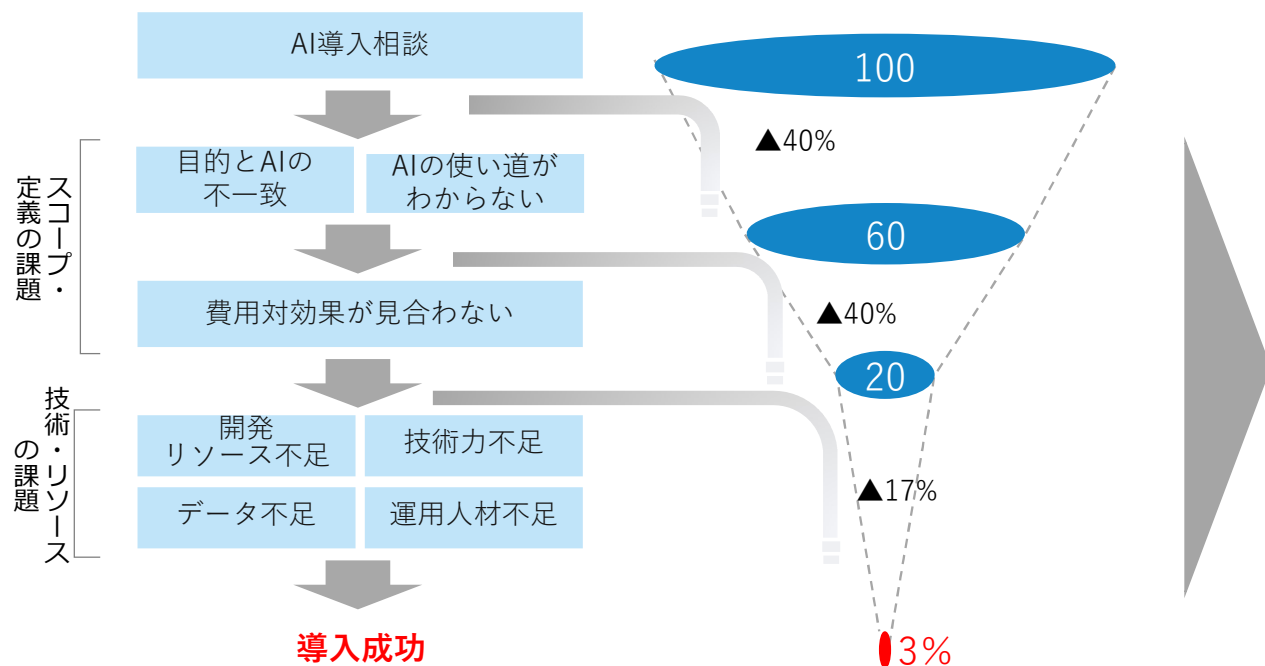 AI導入相談
100
▲40%
スコープ・
定義の課題
目的とAIの
不一致
AIの使い道が
わからない
60
費用対効果が見合わない
▲40%
20
技術・リソース
の課題
開発
リソース不足
技術力不足
データ不足
運用人材不足
▲17%
導入成功
3%